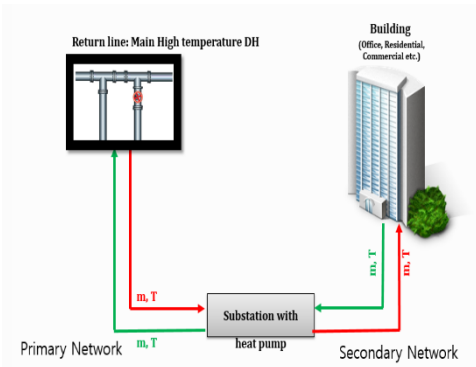 Return line: Main High temperature DH
Building
(Office, Residential,
Commercial etc.)
m, T
m, T
m, T
m, T
Substation with
heat pump
Primary Network
Secondary Network